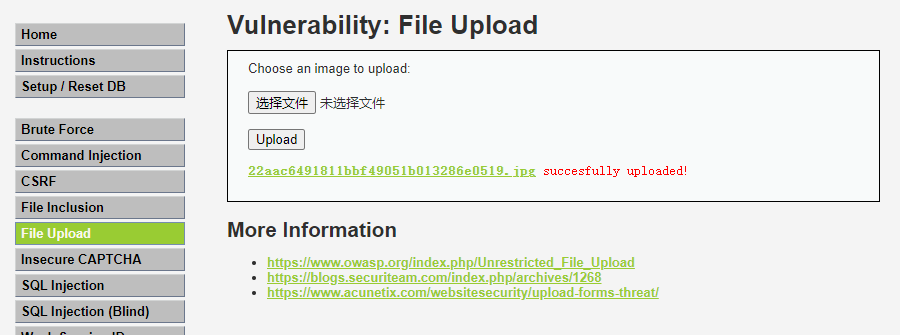 Home
Instructions
Setup / Reset DB
Brute Force
Command Injection
CSRF
File Inclusion
File Upload
Insecure CAPTCHA
SQL Injection
SQL Injection (Blind)
Vulnerability: File Upload
Choose an image to upload:
选择文件 未选择文件
Upload
22aac6491811bbf49051b013286e0519.jpg succesfully uploaded!
More Information
https://www.owasp.org/index.php/Unrestricted_File_Upload
https://blogs.securiteam.com/index.php/archives/1268
https://www.acunetix.com/websitesecurity/upload-forms-threat/